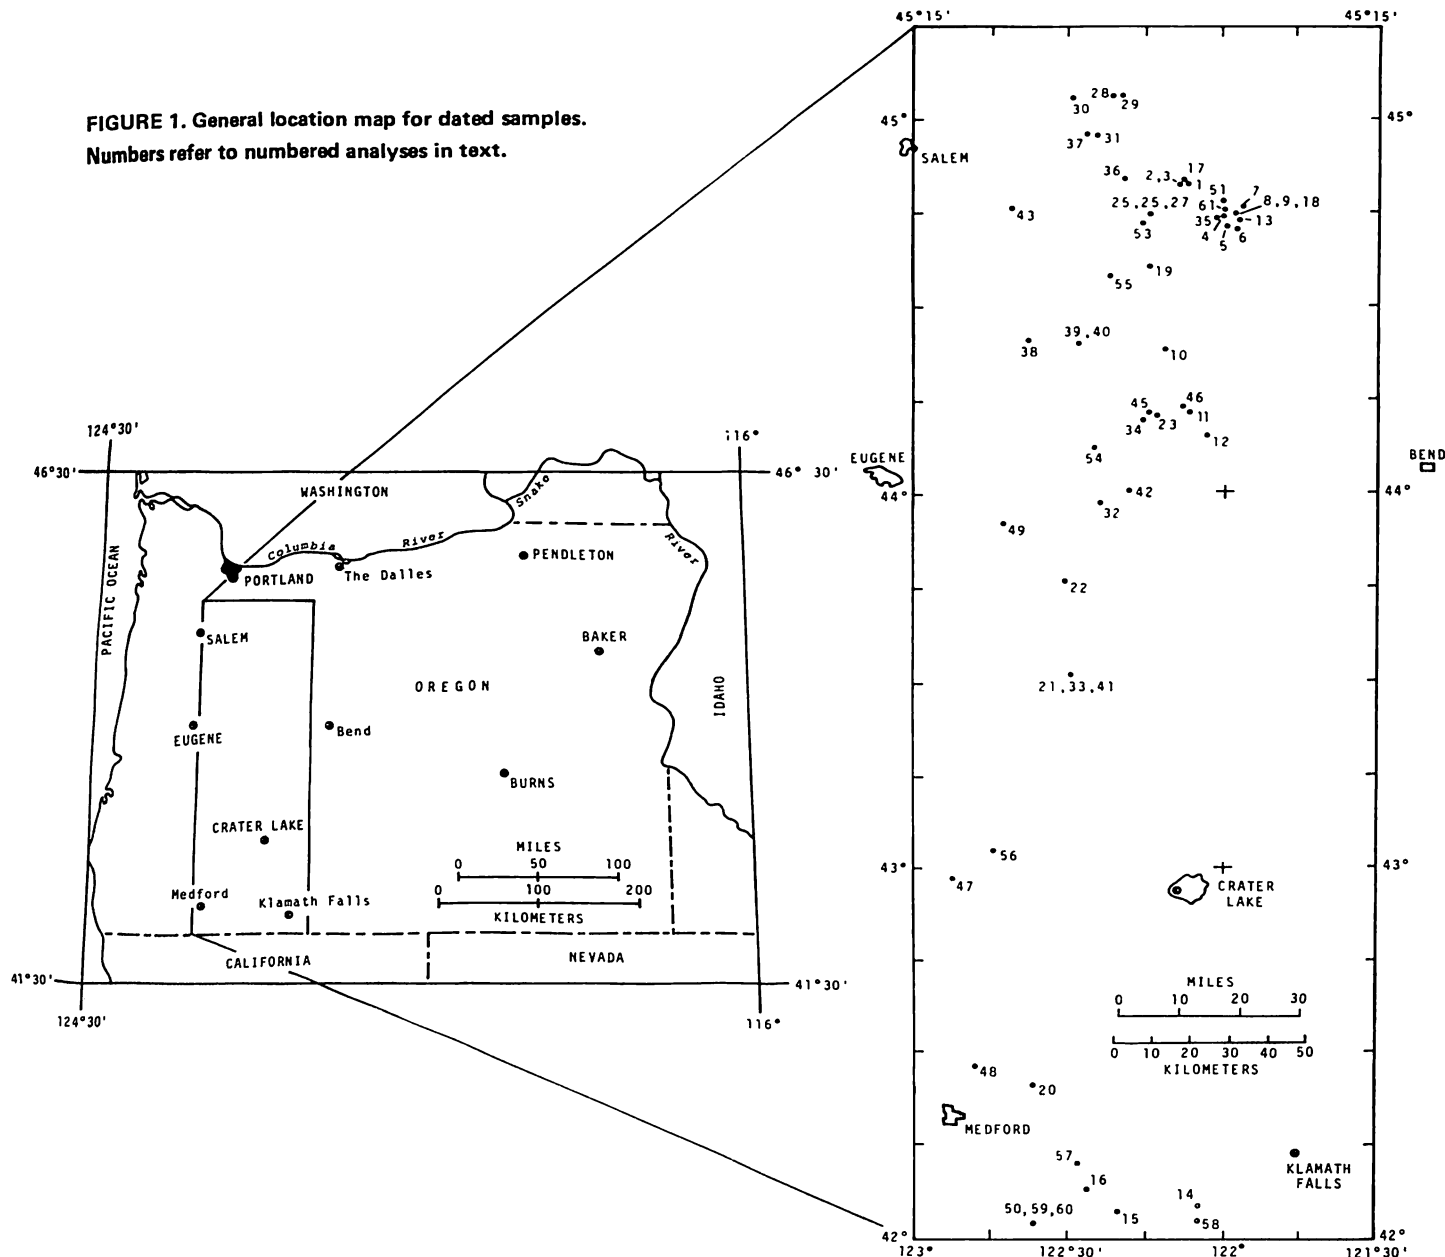 FIGURE 1. General location map for dated samples.
Numbers refer to numbered analyses in text.
124°30'
116°
46°30'
46° 30'
WASHINGTON
Snake
River
Columbia
River
PACIFIC OCEAN
PORTLAND
The Dalles
PENDLETON
SALEM
BAKER
OREGON
IDAHO
EUGENE
Bend
BURNS
CRATER LAKE
MILES
0 50 100
0 100 200
KILOMETERS
Medford
Klamath Falls
CALIFORNIA
NEVADA
41°30'
41°30'
124°30'
116°
45°15'
45°15'
28
29
30
45°
45°
37
31
SALEM
36
2,3
17
1
51
7
25,25,27
61
8,9,18
43
35
13
53
4
5
6
19
55
39,40
38
10
45
46
34
23
11
12
54
EUGENE
BEND
44°
44°
42
32
49
22
21,33,41
56
43°
43°
47
CRATER
LAKE
MILES
0 10 20 30
0 10 20 30 40 50
KILOMETERS
48
20
MEDFORD
57
KLAMATH
FALLS
16
14
50,59,60
15
58
42°
42°
123°
122°30'
122°
121°30'